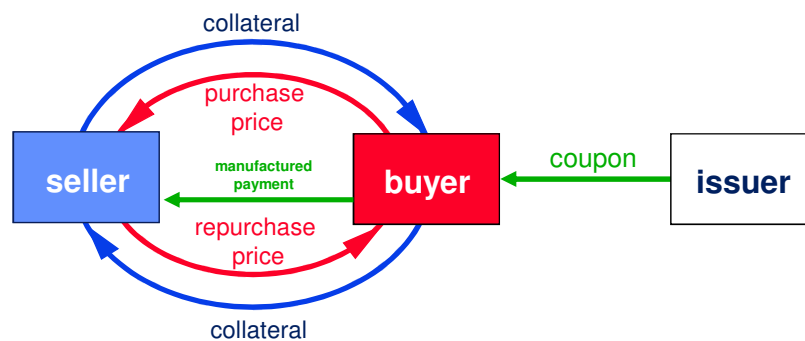 collateral
purchase
price
seller
manufactured
payment
buyer
coupon
issuer
repurchase
price
collateral